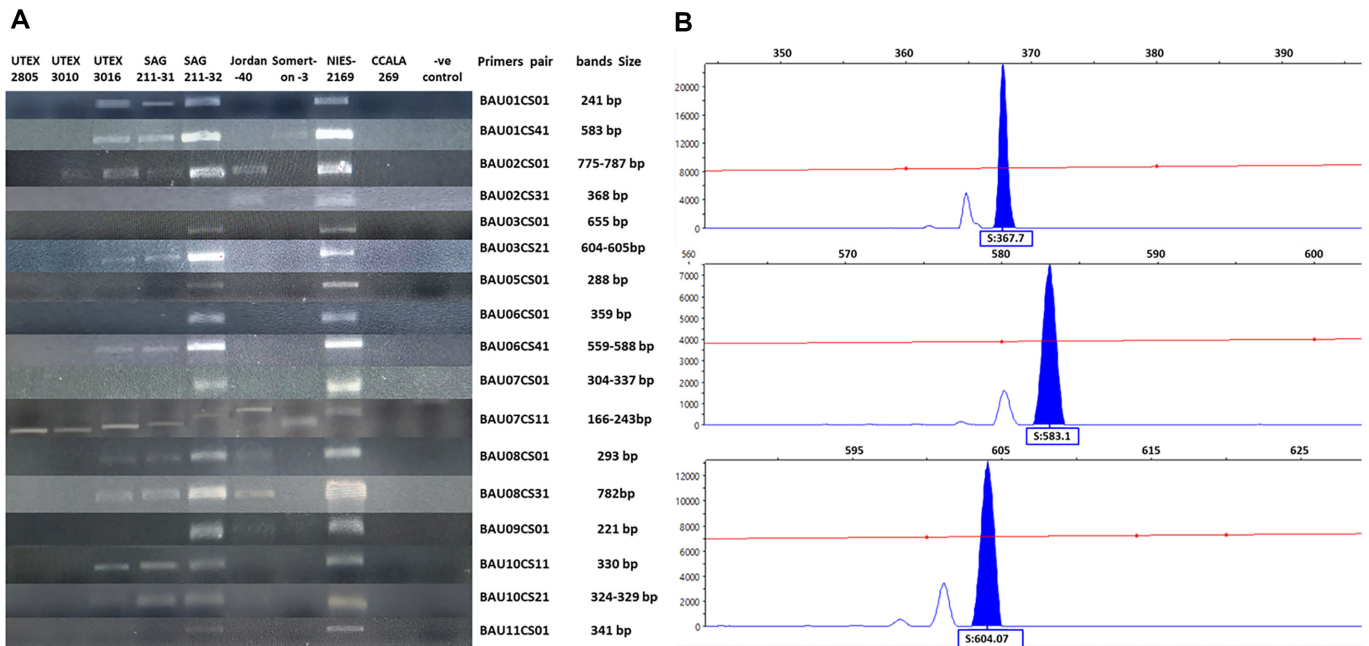 A
UTEX UTEX UTEX SAG SAG Jordan Somert- NIES- CCALA -ve Primers pair bands Size
2805 3010 3016 211-31 211-32 -40 on -3 2169 269 control
BAU01CS01 241 bp
BAU01CS41 583 bp
BAU02CS01 775-787 bp
BAU02CS31 368 bp
BAU03CS01 655 bp
BAU03CS21 604-605bp
BAU05CS01 288 bp
BAU06CS01 359 bp
BAU06CS41 559-588 bp
BAU07CS01 304-337 bp
BAU07CS11 166-243bp
BAU08CS01 293 bp
BAU08CS31 782bp
BAU09CS01 221 bp
BAU10CS11 330 bp
BAU10CS21 324-329 bp
BAU11CS01 341 bp
B
350 360 370 380 390
20000
16000
12000
8000
4000
0
S:367.7
560 570 580 590 600
7000
6000
5000
4000
3000
2000
1000
0
S:583.1
595 605 615 625
12000
10000
8000
6000
4000
2000
0
S:604.07